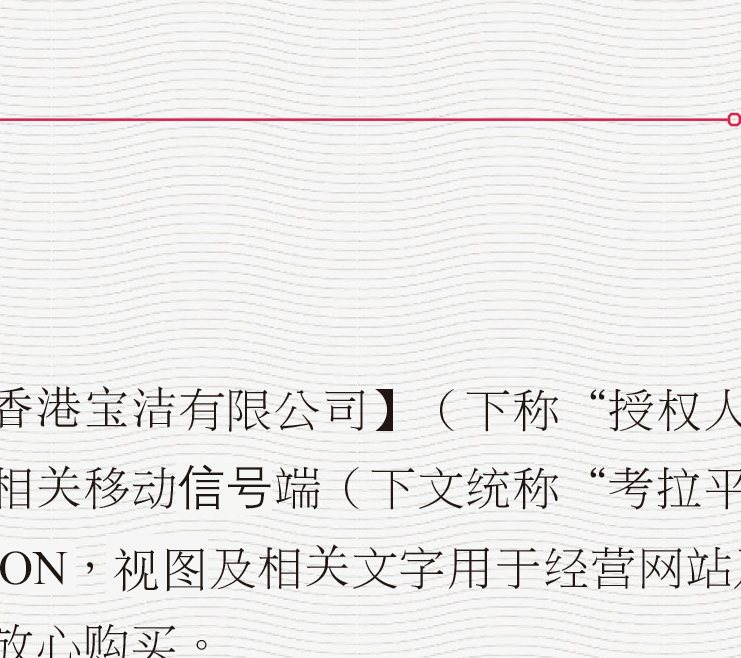 香港宝洁有限公司】（下称“授权人
相关移动信号端（下文统称“考拉平
ON，视图及相关文字用于经营网站及
放心购买。